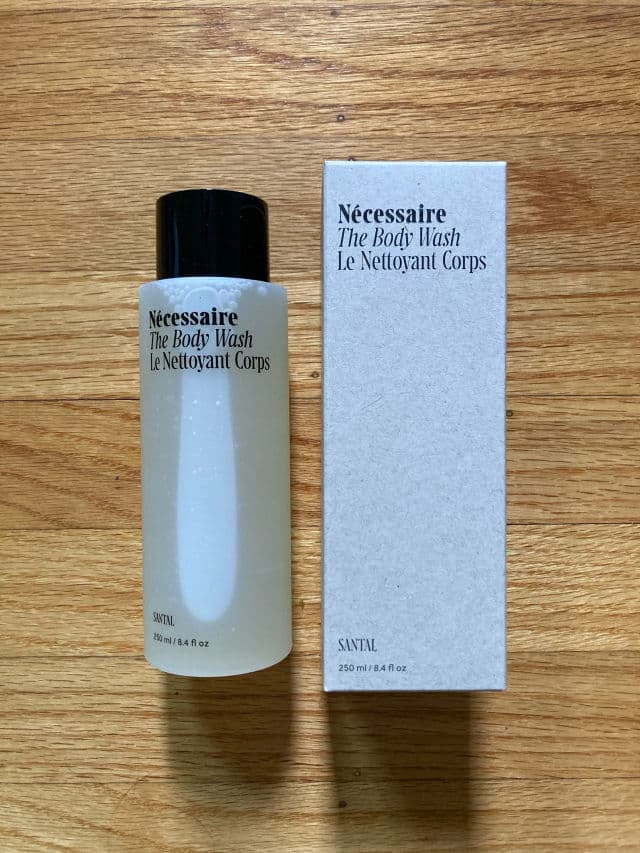 Nécessaire
The Body Wash
Le Nettoyant Corps
SANTAL
250 ml / 8.4 fl oz
Nécessaire
The Body Wash
Le Nettoyant Corps
SANTAL
250 ml / 8.4 fl oz